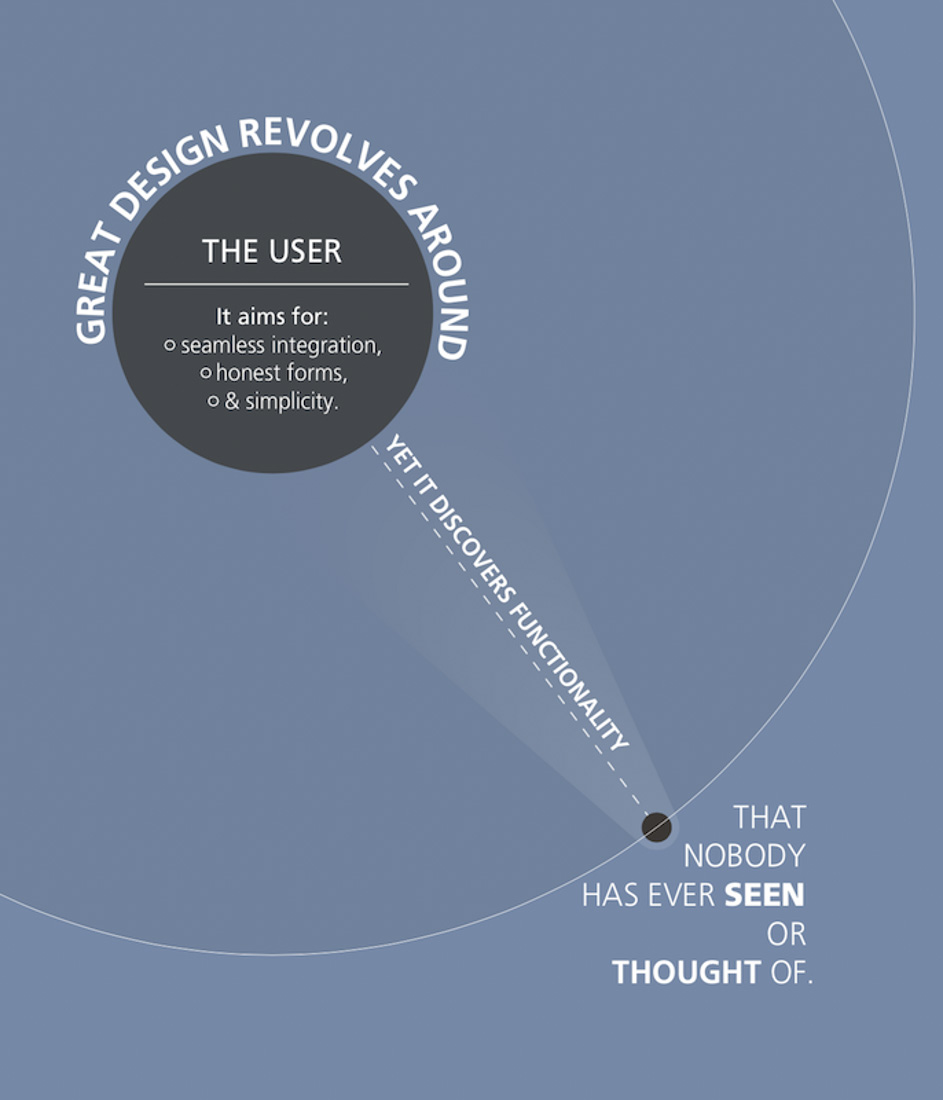 GREAT DESIGN REVOLVES AROUND
THE USER
It aims for:
o seamless integration,
o honest forms,
o & simplicity.
YET IT DISCOVERS FUNCTIONALITY
THAT
NOBODY
HAS EVER SEEN
OR
THOUGHT OF.